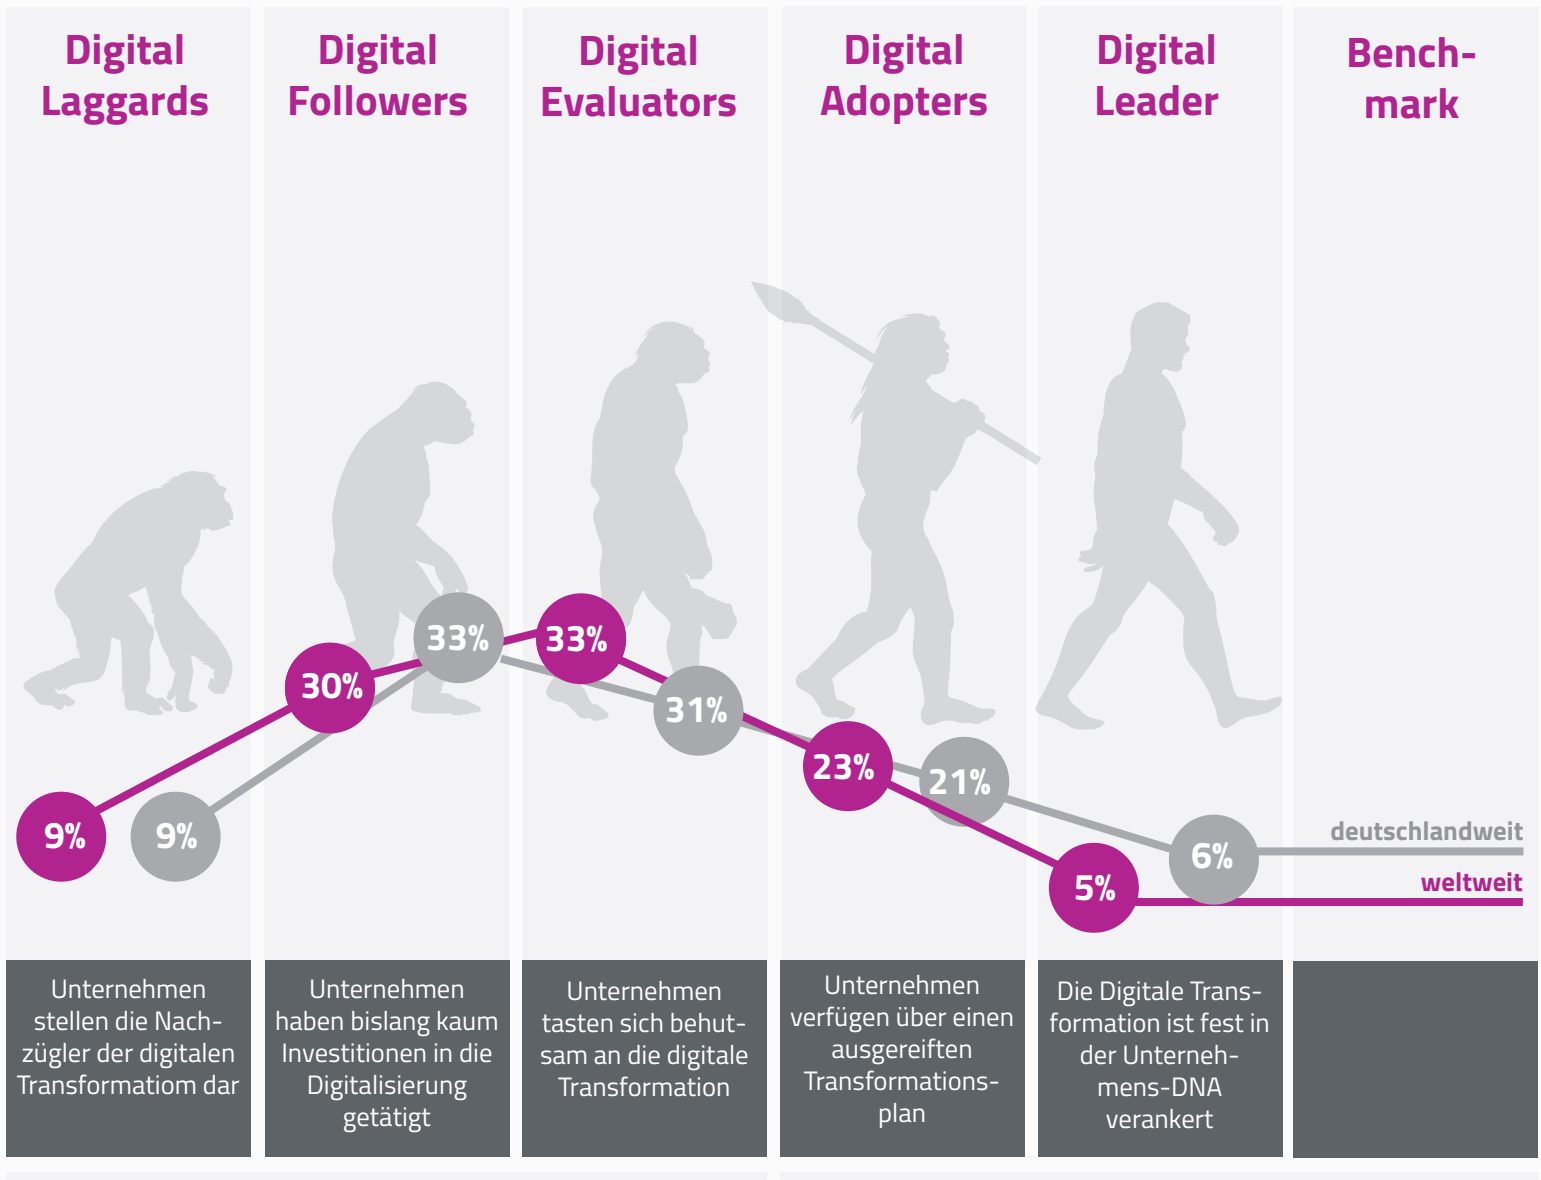 Digital
Laggards
Digital
Followers
Digital
Evaluators
Digital
Adopters
Digital
Leader
Bench-
mark
9%
9%
30%
33%
33%
31%
23%
21%
5%
6%
deutschlandweit
weltweit
Unternehmen
stellen die Nach-
zügler der digitalen
Transformatiom dar
Unternehmen
haben bislang kaum
Investitionen in die
Digitalisierung
getätigt
Unternehmen
tasten sich behut-
sam an die digitale
Transformation
Unternehmen
verfügen über einen
ausgereiften
Transformations-
plan
Die Digitale Trans-
formation ist fest in
der Unterneh-
mens-DNA
verankert